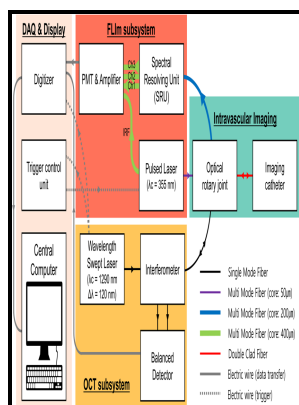 DAQ & Display
FLIm subsystem
Digitizer
PMT & Amplifier
Ch3
Ch2
Ch1
Spectral
Resolving Unit
(SRU)
IRF
Intravascular Imaging
Trigger control
unit
Pulsed Laser
(λc = 355 nm)
Optical
rotary joint
Imaging
catheter
Central
Computer
Wavelength
Swept Laser
(λc = 1290 nm
Δλ = 120 nm)
Interferometer
Balanced
Detector
OCT subsystem
Single Mode Fiber
Multi Mode Fiber (core: 50μm)
Multi Mode Fiber (core: 200μm)
Multi Mode Fiber (core: 400μm)
Double Clad Fiber
Electric wire (data transfer)
Electric wire (trigger)